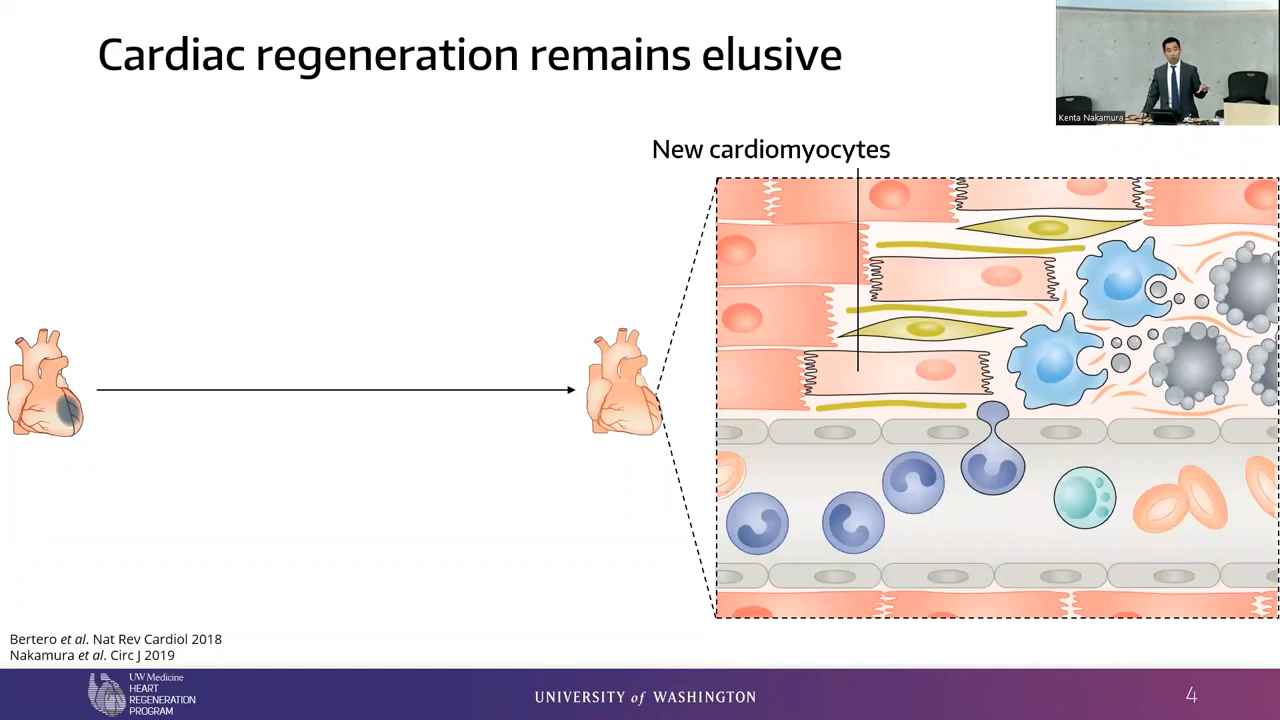 Cardiac regeneration remains elusive
Kenta Nakamura
New cardiomyocytes
Bertero et al. Nat Rev Cardiol 2018
Nakamura et al. Circ J 2019
UW Medicine
HEART
REGENERATION
PROGRAM
UNIVERSITY of WASHINGTON
4